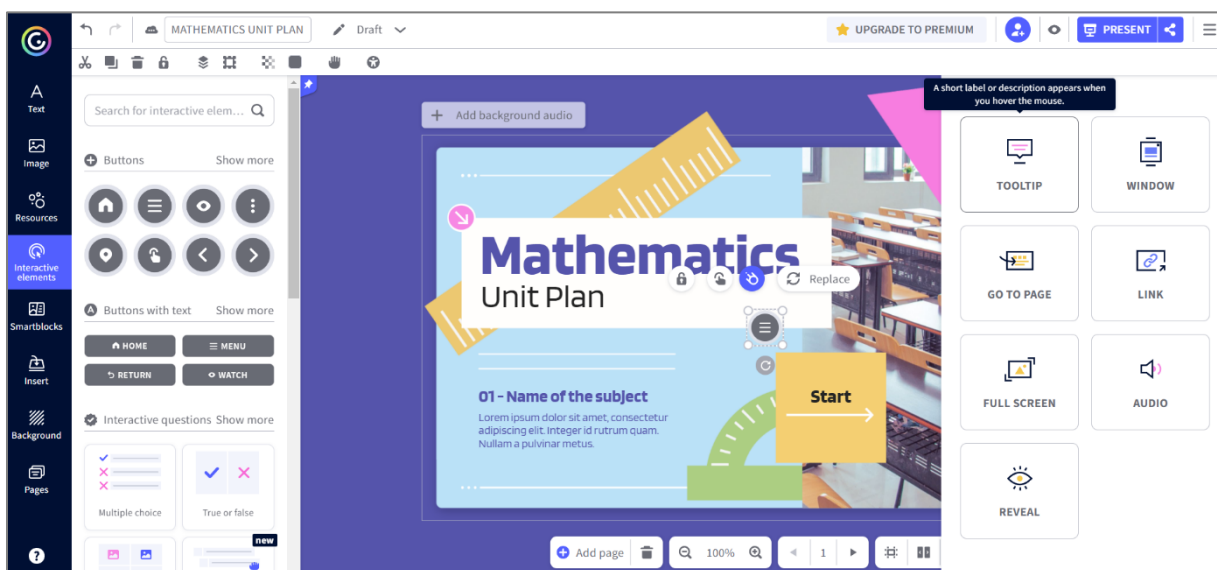 MATHEMATICS UNIT PLAN
Draft
UPGRADE TO PREMIUM
PRESENT
Text
Image
Resources
Interactive
elements
Smartblocks
Insert
Background
Pages
?
Search for interactive elem...
Buttons
Show more
A Buttons with text
Show more
HOME
MENU
RETURN
WATCH
Interactive questions
Show more
Multiple choice
True or false
new
+ Add background audio
Mathematics
Unit Plan
Replace
01 - Name of the subject
Lorem ipsum dolor sit amet, consectetur
adipiscing elit. Integer id rutrum quam.
Nullam a pulvinar metus.
Start
Add page
100%
1
A short label or description appears when
you hover the mouse.
TOOLTIP
WINDOW
GO TO PAGE
LINK
FULL SCREEN
AUDIO
REVEAL